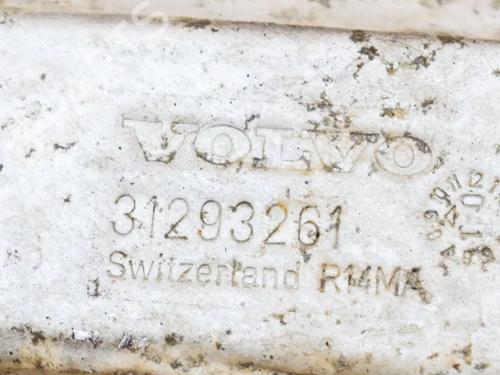 VOLVO
31293261
Switzerland R14MA